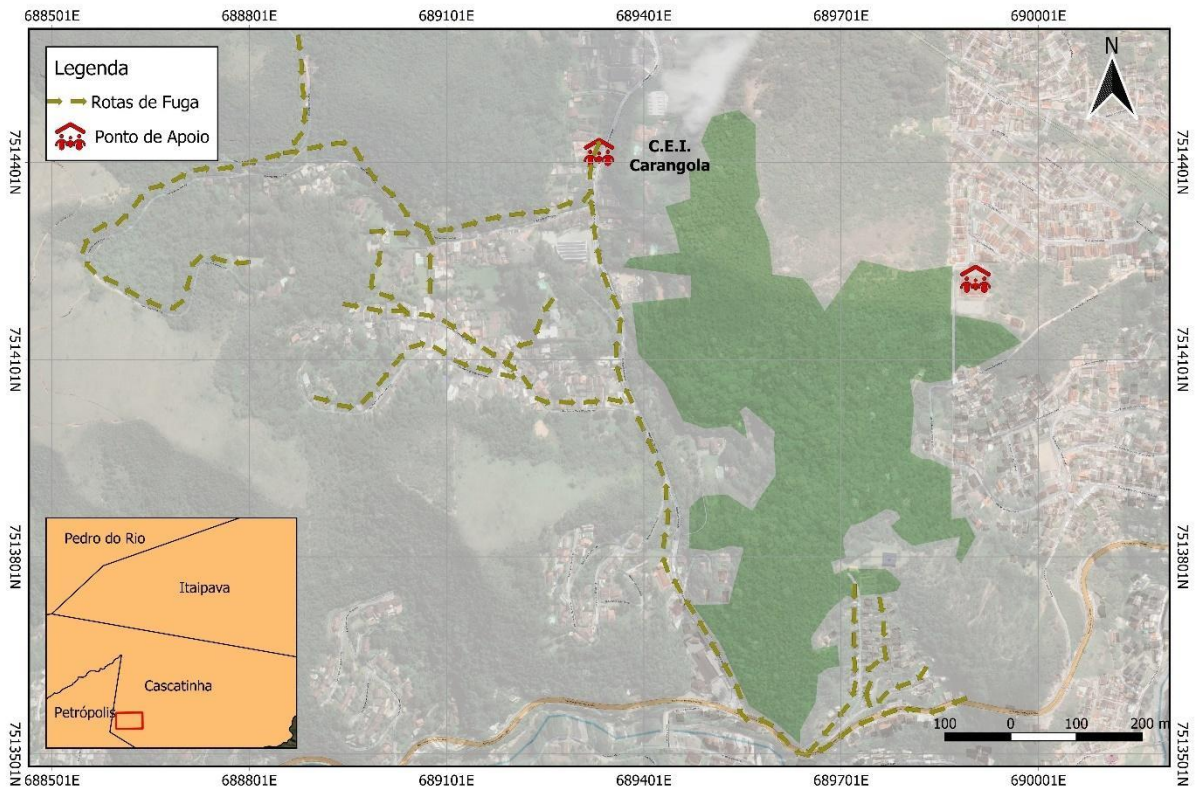 688501E
688801E
689101E
689401E
689701E
690001E
Legenda
Rotas de Fuga
Ponto de Apoio
N
C.E.I.
Carangola
7514401N
7514401N
7514101N
7514101N
7513801N
7513801N
7513501N
7513501N
Pedro do Rio
Itaipava
Cascatinha
Petrópolis
100 0 100 200 m
688501E
688801E
689101E
689401E
689701E
690001E